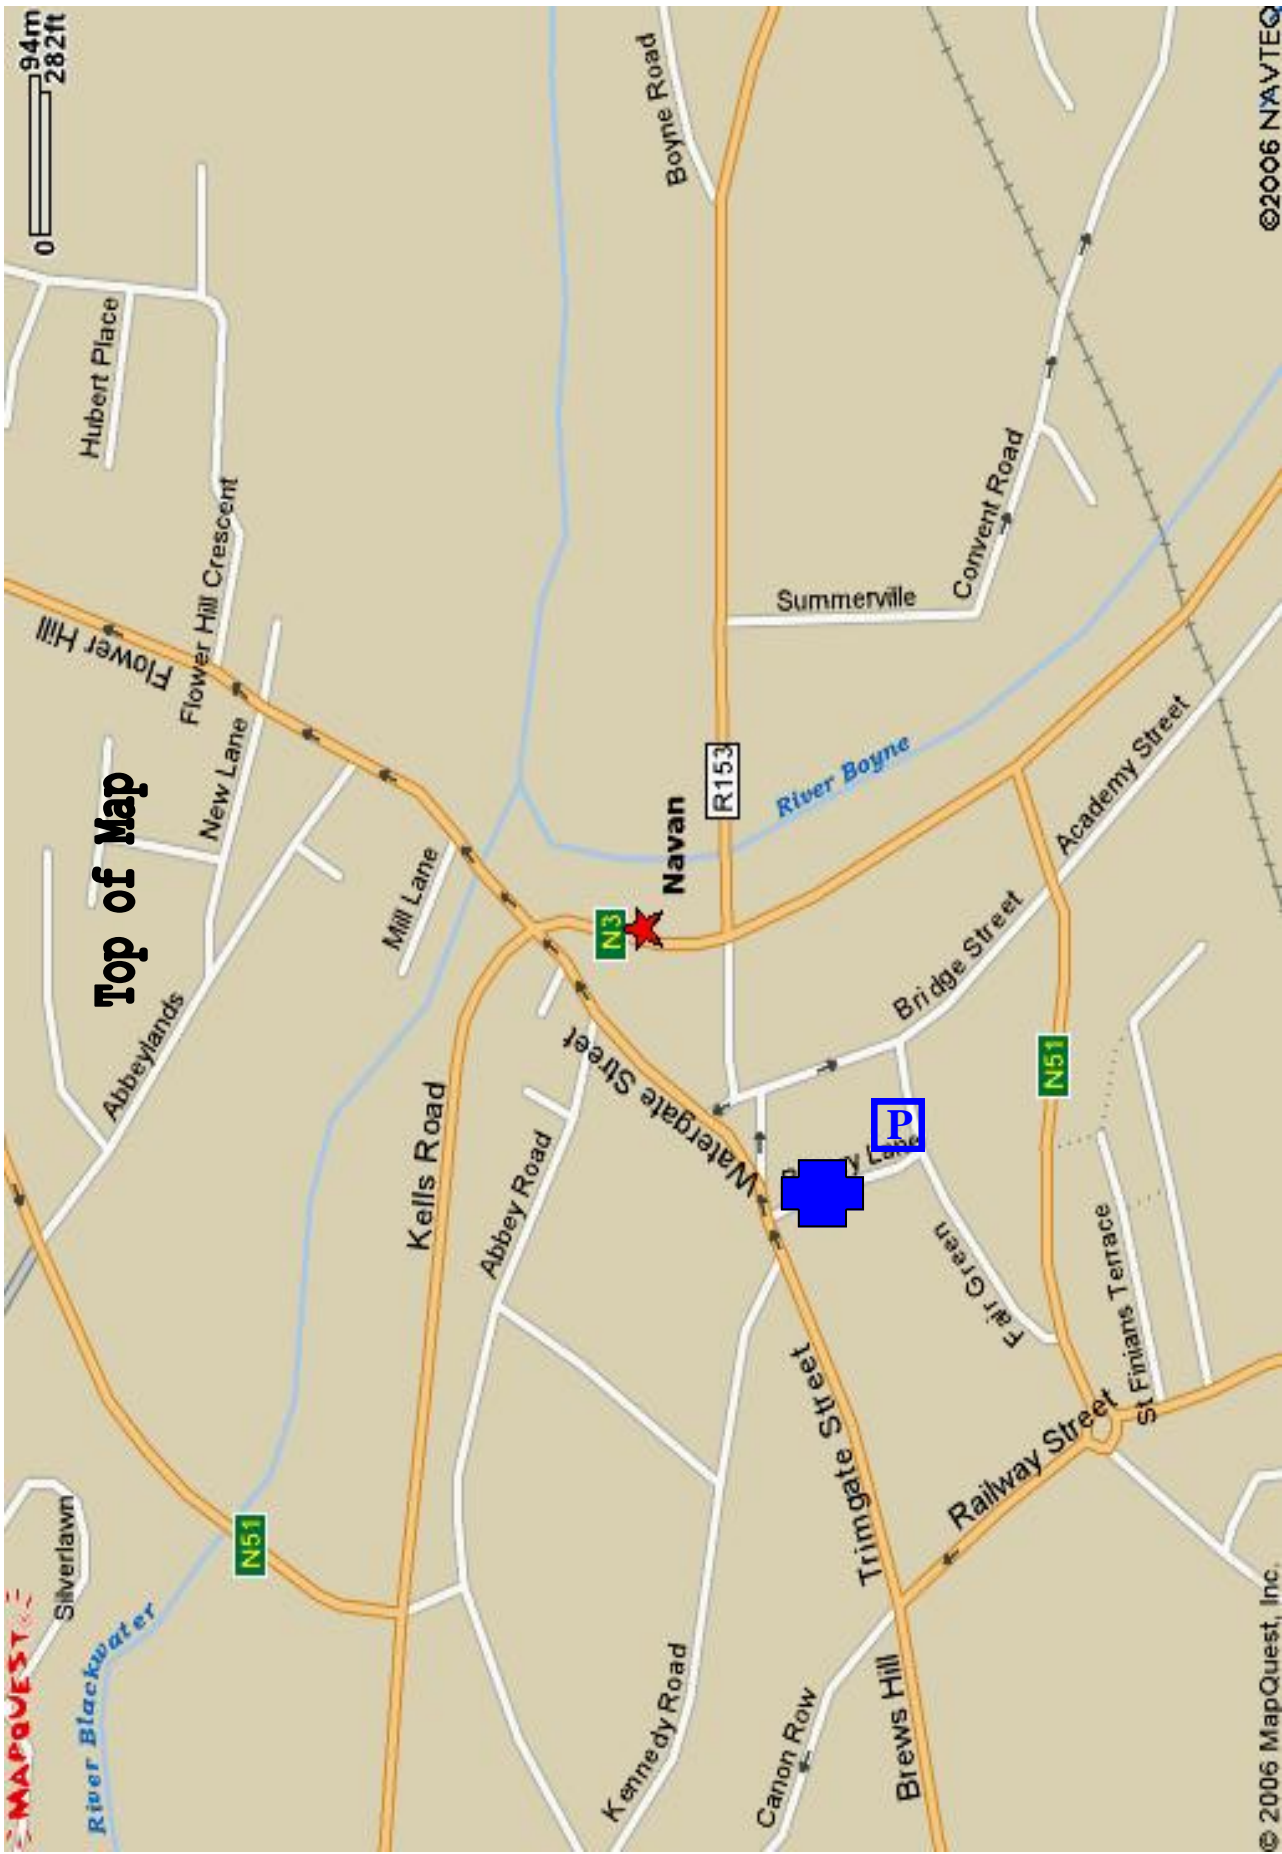 MAPQUEST
Top of Map
0
94m
282ft
River Blackwater
Silverlawn
N51
Abbeylands
New Lane
Flower Hill Crescent
Flower Hill
Hubert Place
Kells Road
Mill Lane
Abbey Road
N3
Navan
Watergate Street
Boyne Road
R153
River Boyne
Summerville
Convent Road
Kennedy Road
Trimgate Street
P
Lane
Bridge Street
Academy Street
Canon Row
Brews Hill
Railway Street
Fair Green
N51
St Finians Terrace
© 2006 MapQuest, Inc.
©2006 NAVTEQ